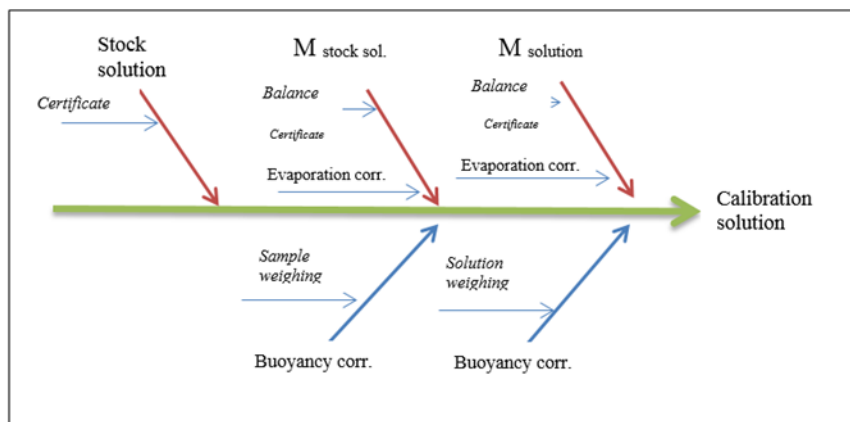 Stock
solution
M stock sol.
M solution
Certificate
Balance
Certificate
Evaporation corr.
Balance
Certificate
Evaporation corr.
Calibration
solution
Sample
weighing
Solution
weighing
Buoyancy corr.
Buoyancy corr.